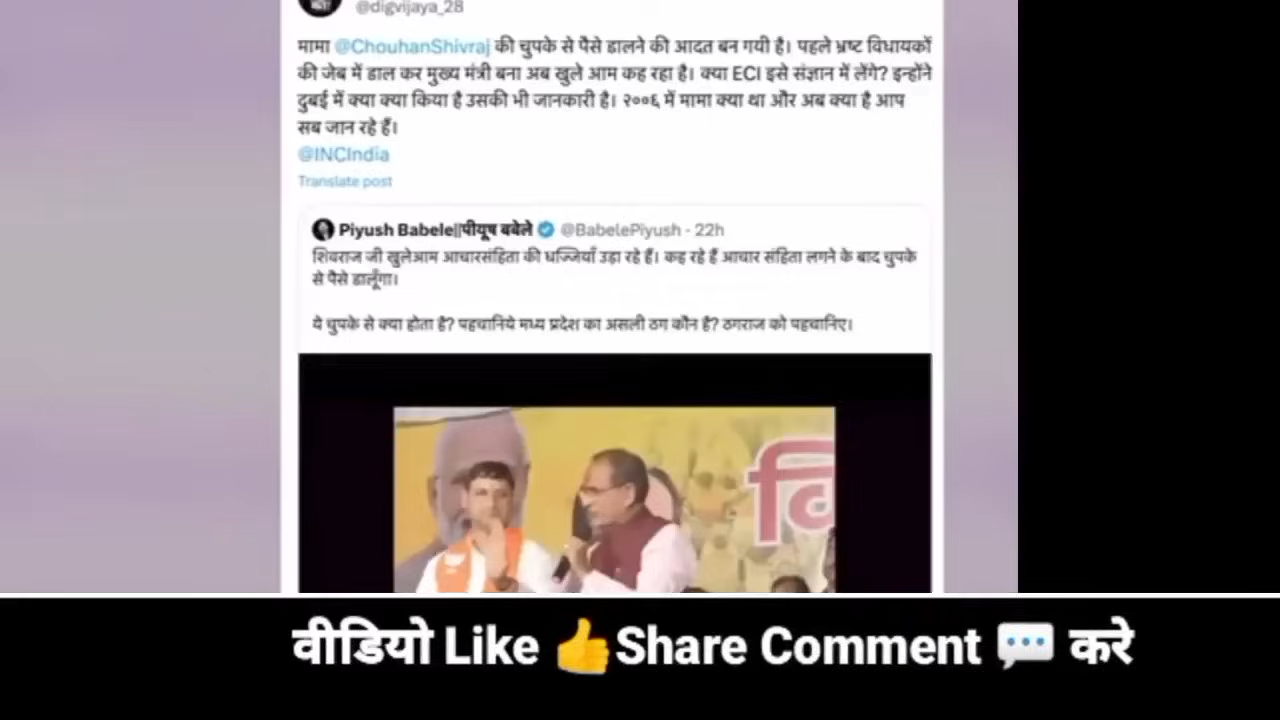 @digvijaya_28
मामा @ChouhanShivraj की चुपके से पैसे डालने की आदत बन गयी है। पहले भ्रष्ट विधायकों
की जेब में डाल कर मुख्य मंत्री बना अब खुले आम कह रहा है। क्या ECI इसे संज्ञान में लेंगे? इन्होंने
दुबई में क्या क्या किया है उसकी भी जानकारी है। २००६ में मामा क्या था और अब क्या है आप
सब जान रहे हैं।
@INCIndia
Translate post
Piyush Babele||पीयूष बबेले @BabelePiyush - 22h
शिवराज जी खुलेआम आचारसंहिता की धज्जियाँ उड़ा रहे हैं। कह रहे हैं आचार संहिता लगने के बाद चुपके
से पैसे डालूँगा।
ये चुपके से क्या होता है? पहचानिये मध्य प्रदेश का असली ठग कौन है? ठगराज को पहचानिए।
वि
वीडियो Like 👍Share Comment 💬 करे